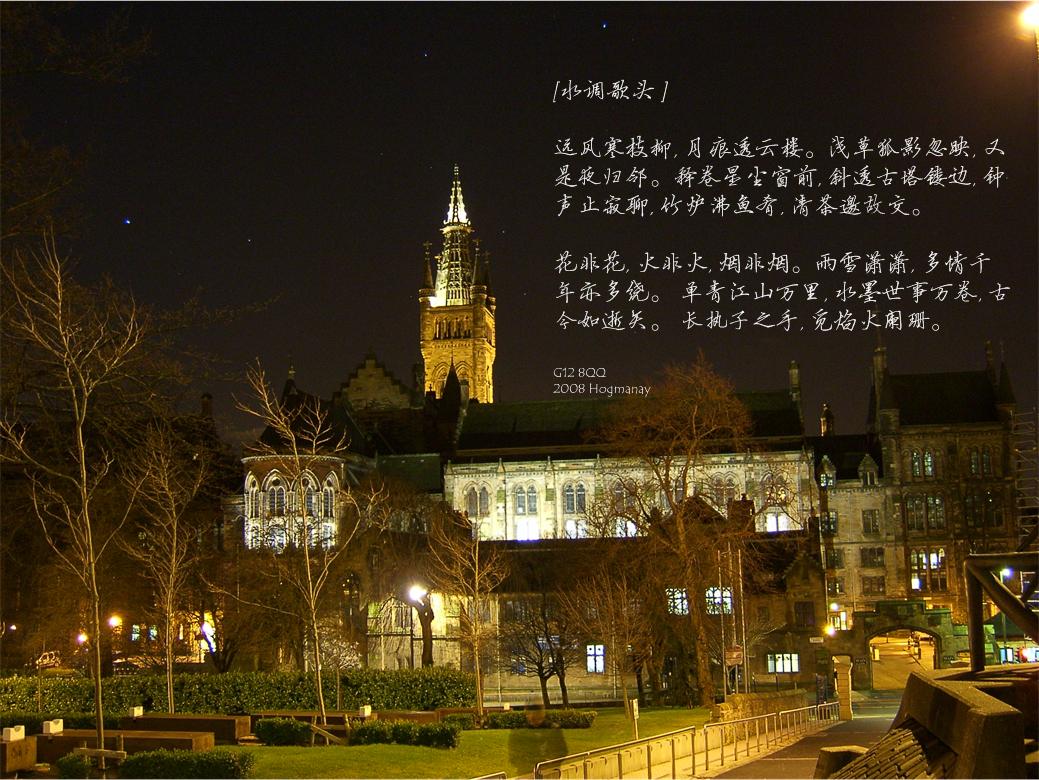 [水调歌头]
远风寒枝柳,月痕透云楼。浅草狐影忽映,又
是夜归邻。释卷星尘窗前,斜透古塔镂边,钟
声止寂聊,竹炉沸鱼肴,清茶邀故交。
花非花,火非火,烟非烟。雨雪潇潇,多情千
年亦多绕。单青江山万里,水墨世事万卷,古
今如逝矢。长执子之手,觅焰火阑珊。
G12 8QQ
2008 Hogmanay